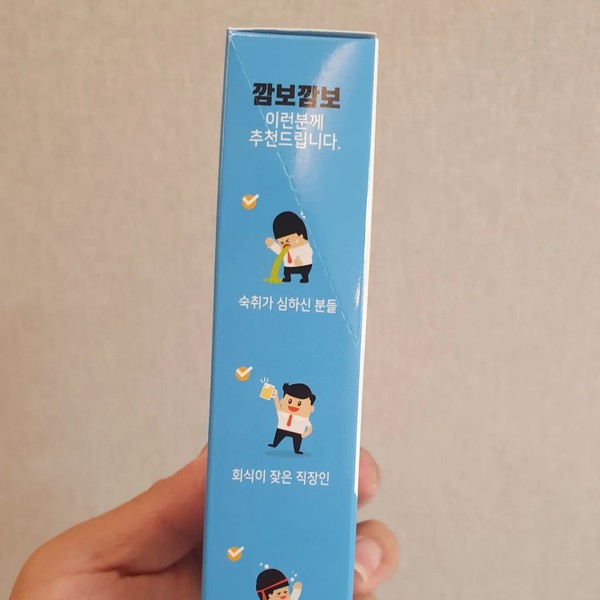 깜보깜보
이런분께
추천드립니다.
숙취가 심하신 분들
회식이 잦은 직장인